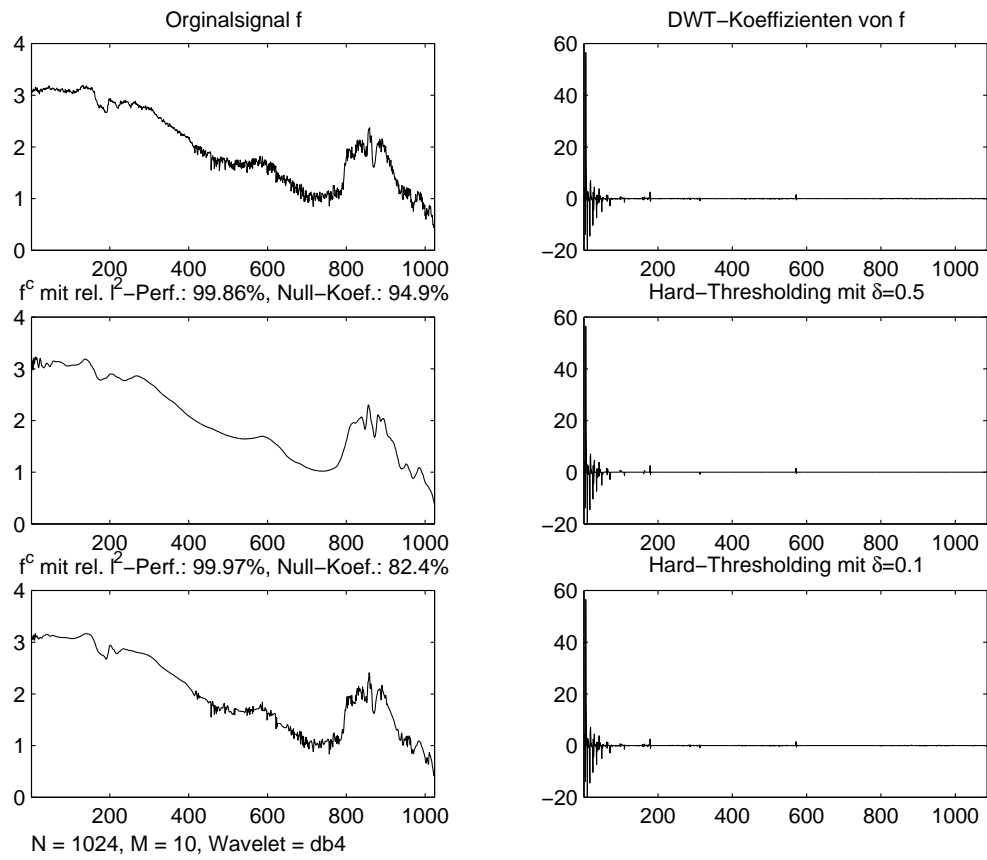 Orginalsignal f
4
3
2
1
0
200 400 600 800 1000
DWT−Koeffizienten von f
60
40
20
0
−20
200 400 600 800 1000
f^c mit rel. l^2−Perf.: 99.86%, Null−Koef.: 94.9%
4
3
2
1
0
200 400 600 800 1000
Hard−Thresholding mit δ=0.5
60
40
20
0
−20
200 400 600 800 1000
f^c mit rel. l^2−Perf.: 99.97%, Null−Koef.: 82.4%
4
3
2
1
0
200 400 600 800 1000
Hard−Thresholding mit δ=0.1
60
40
20
0
−20
200 400 600 800 1000
N = 1024, M = 10, Wavelet = db4